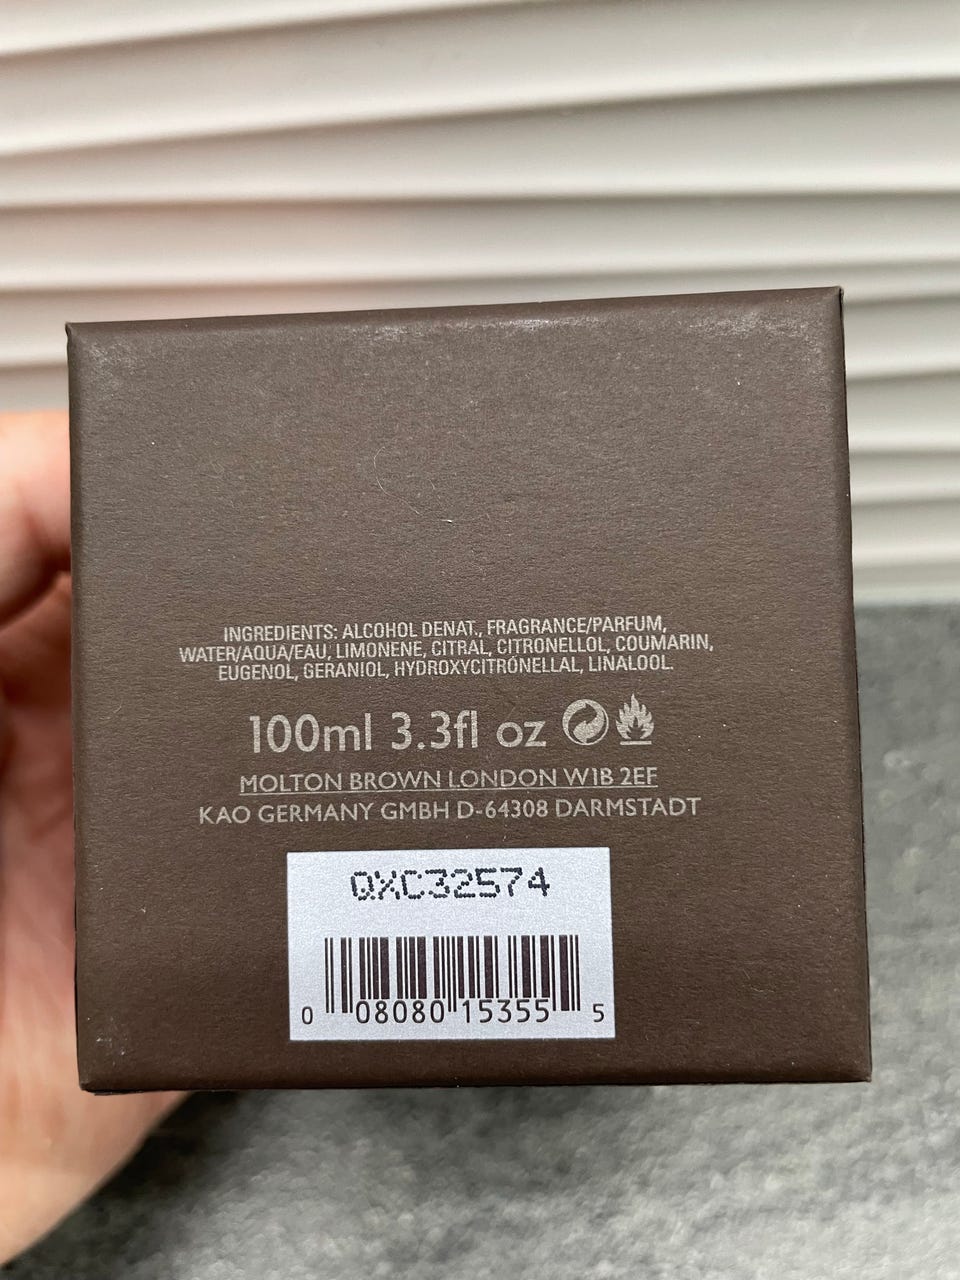 INGREDIENTS: ALCOHOL DENAT., FRAGRANCE/PARFUM,
WATER/AQUA/EAU, LIMONENE, CITRAL, CITRONELLOL, COUMARIN,
EUGENOL, GERANIOL, HYDROXYCITRONELLAL, LINALOOL.
100ml 3.3fl oz
MOLTON BROWN LONDON W1B 2EF
KAO GERMANY GMBH D-64308 DARMSTADT
QXC32574
0 08080 15355 5